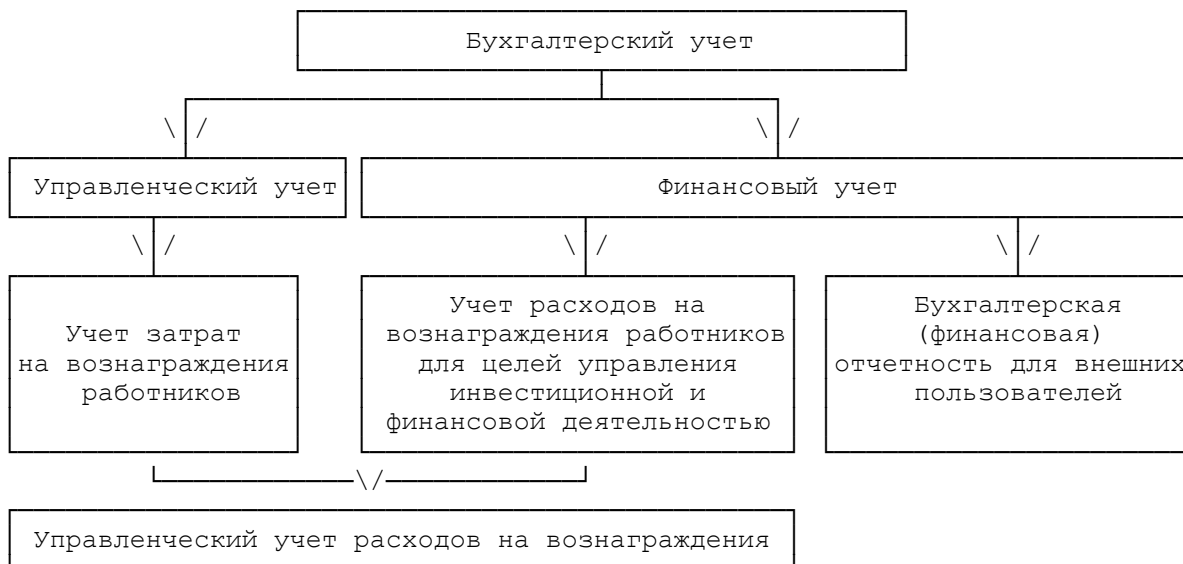 Бухгалтерский учет
Управленческий учет
Финансовый учет
Учет затрат
на вознаграждения
работников
Учет расходов на
вознаграждения работников
для целей управления
инвестиционной и
финансовой деятельностью
Бухгалтерская
(финансовая)
отчетность для внешних
пользователей
Управленческий учет расходов на вознаграждения